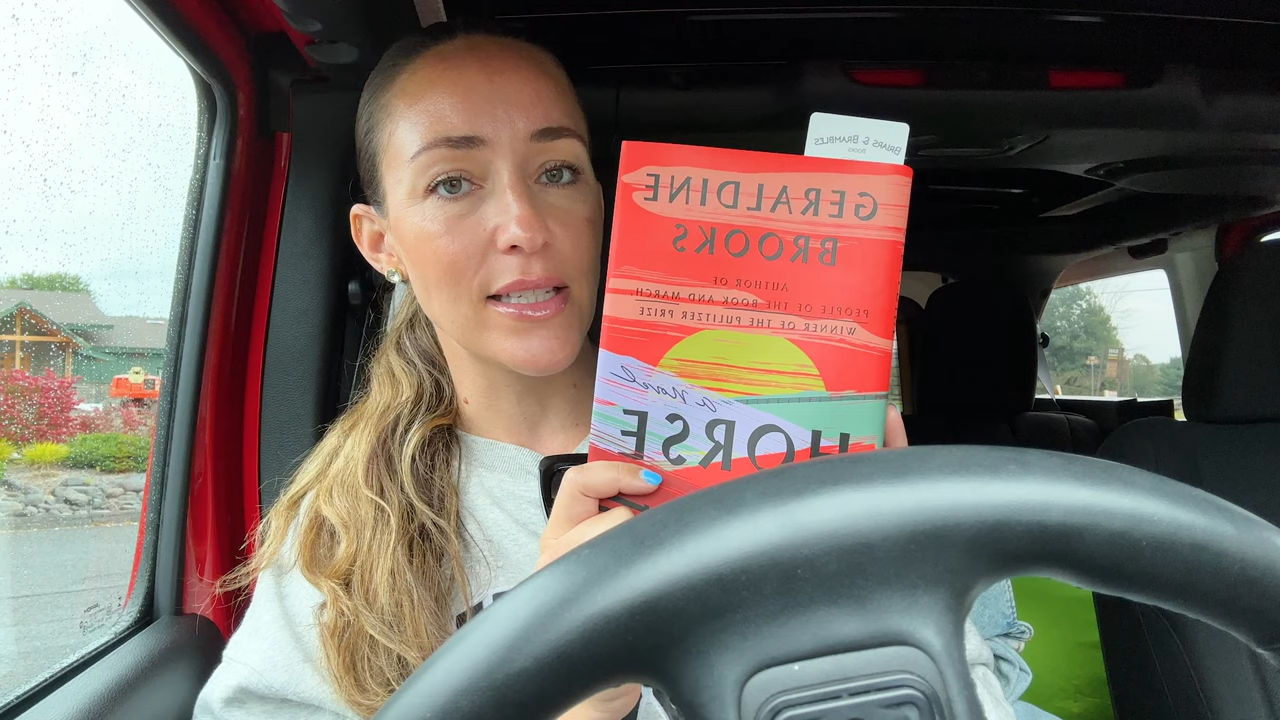 BRIARS & BRAMBLES
BOOKS
GERALDINE
BROOKS
AUTHOR OF
PEOPLE OF THE BOOK AND MARCH,
WINNER OF THE PULITZER PRIZE
a Novel
HORSE